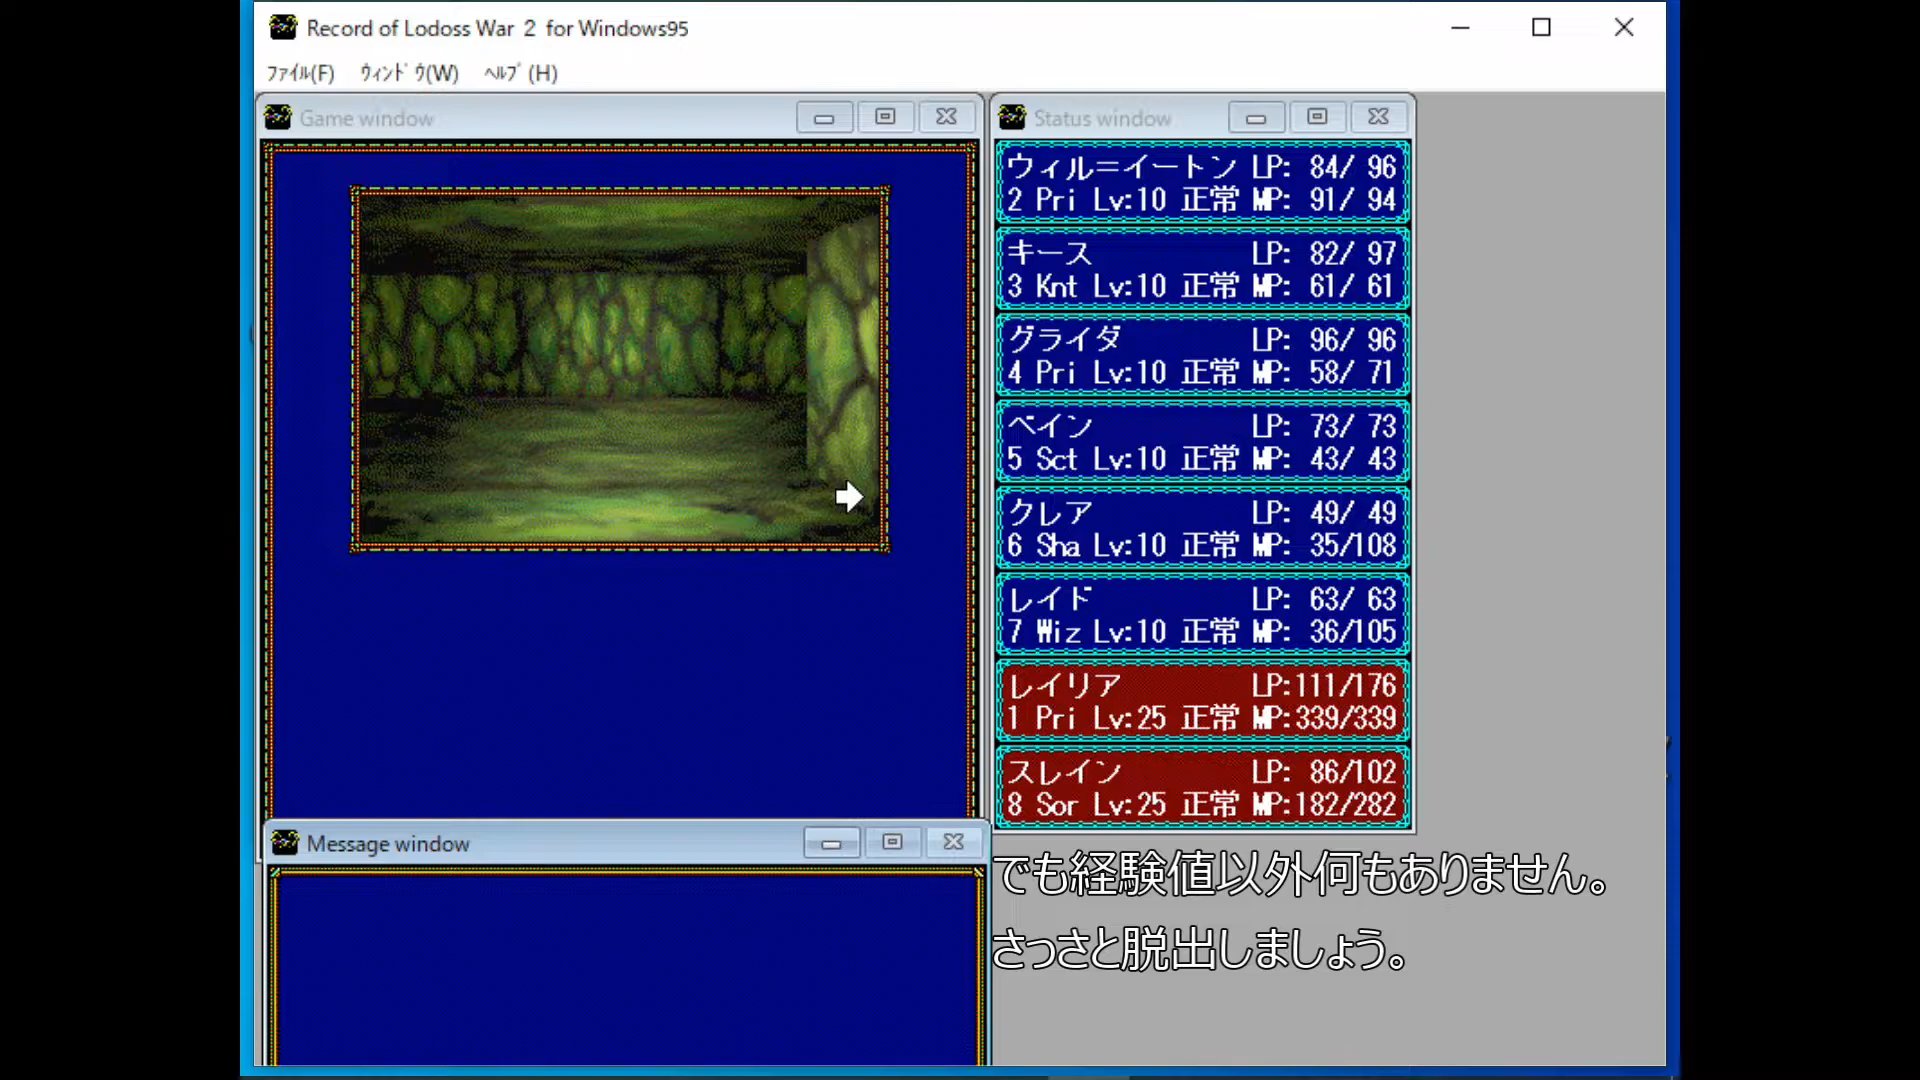 Record of Lodoss War 2 for Windows95
ﾌｧｲﾙ(F) ｳｨﾝﾄﾞｳ(W) ﾍﾙﾌﾟ(H)
Game window
Status window
ウィル＝イートン LP: 84/ 96
2 Pri Lv:10 正常 MP: 91/ 94
キース LP: 82/ 97
3 Knt Lv:10 正常 MP: 61/ 61
グライダ LP: 96/ 96
4 Pri Lv:10 正常 MP: 58/ 71
ベイン LP: 73/ 73
5 Sct Lv:10 正常 MP: 43/ 43
クレア LP: 49/ 49
6 Sha Lv:10 正常 MP: 35/108
レイド LP: 63/ 63
7 Wiz Lv:10 正常 MP: 36/105
レイリア LP:111/176
1 Pri Lv:25 正常 MP:339/339
スレイン LP: 86/102
8 Sor Lv:25 正常 MP:182/282
Message window
でも経験値以外何もありません。
さっさと脱出しましょう。